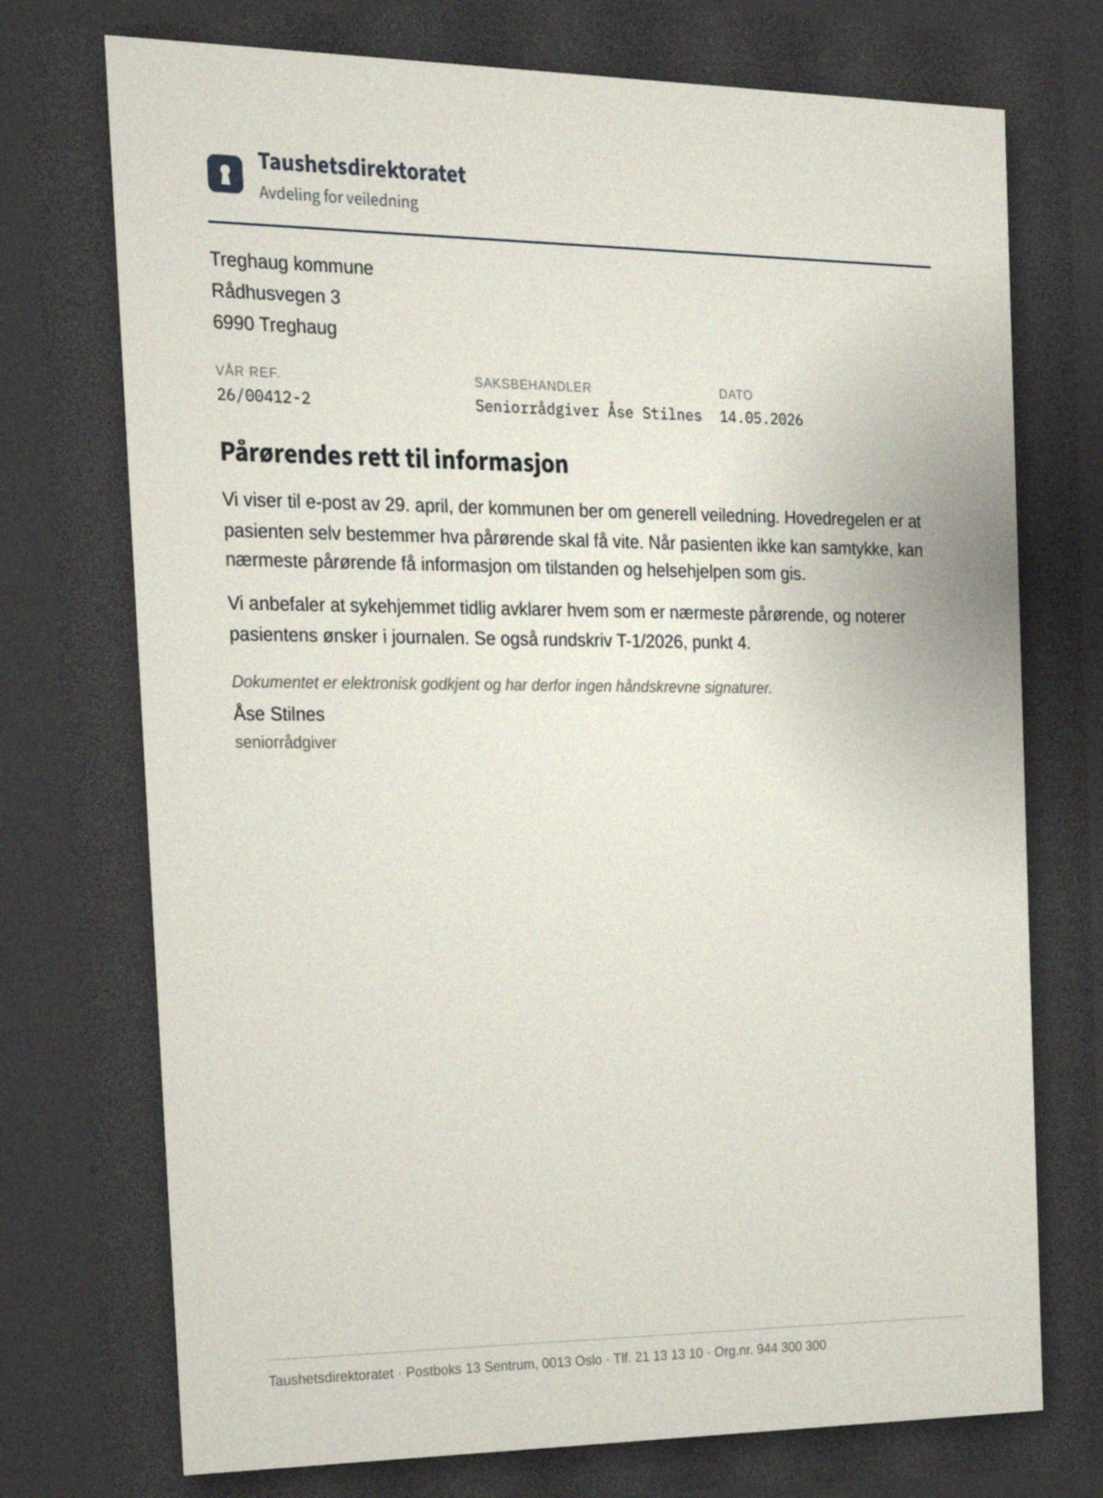 Taushetsdirektoratet
Avdeling for veiledning
Treghaug kommune
Rådhusvegen 3
6990 Treghaug
VÅR REF.
26/00412-2
SAKSBEHANDLER
Seniorrådgiver Åse Stilnes
DATO
14.05.2026
Pårørendes rett til informasjon
Vi viser til e-post av 29. april, der kommunen ber om generell veiledning. Hovedregelen er at
pasienten selv bestemmer hva pårørende skal få vite. Når pasienten ikke kan samtykke, kan
nærmeste pårørende få informasjon om tilstanden og helsehjelpen som gis.
Vi anbefaler at sykehjemmet tidlig avklarer hvem som er nærmeste pårørende, og noterer
pasientens ønsker i journalen. Se også rundskriv T-1/2026, punkt 4.
Dokumentet er elektronisk godkjent og har derfor ingen håndskrevne signaturer.
Åse Stilnes
seniorrådgiver
Taushetsdirektoratet · Postboks 13 Sentrum, 0013 Oslo · Tlf. 21 13 13 10 · Org.nr. 944 300 300